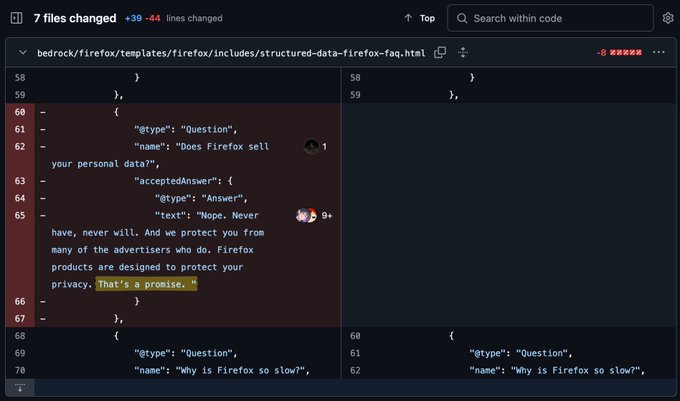 7 files changed +39 -44 lines changed ↑ Top Search within code
bedrock/firefox/templates/firefox/includes/structured-data-firefox-faq.html -8 ...
58 } 58 }
59 }, 59 },
60 - {
61 - "@type": "Question",
62 - "name": "Does Firefox sell 1
your personal data?",
63 - "acceptedAnswer": {
64 - "@type": "Answer",
65 - "text": "Nope. Never 9+
have, never will. And we protect you from
many of the advertisers who do. Firefox
products are designed to protect your
privacy. That's a promise. "
66 - }
67 - },
68 { 60 {
69 "@type": "Question", 61 "@type": "Question",
70 "name": "Why is Firefox so slow?", 62 "name": "Why is Firefox so slow?",